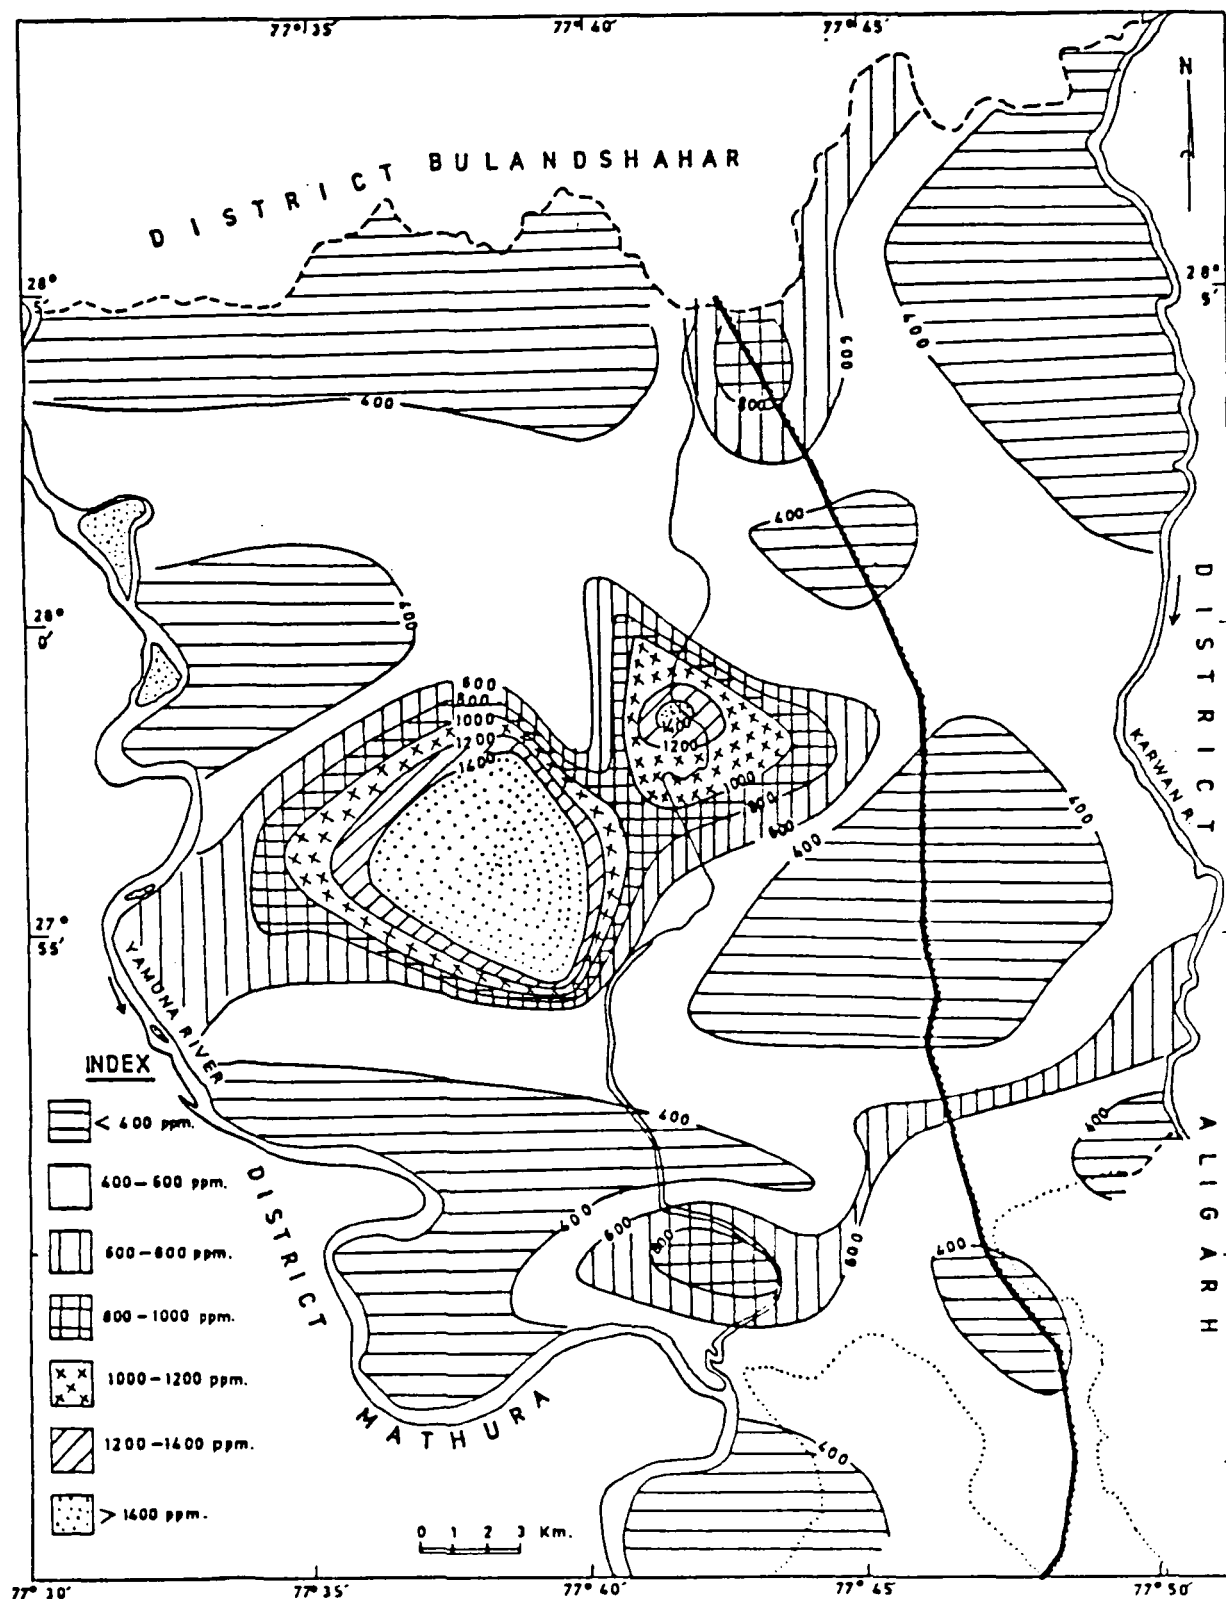 77° 35′
77° 40′
77° 45′
N
DISTRICT BULANDSHAHAR
28°
5′
28°
5′
600
400
400
800
400
28°
0′
400
DISTRICT
600
800
1000
1200
1400
1400
1200
1000
800
600
400
400
KARWAN R
27°
55′
YAMUNA RIVER
INDEX
< 400 ppm.
400 – 600 ppm.
600 – 800 ppm.
800 – 1000 ppm.
1000 – 1200 ppm.
1200 – 1400 ppm.
> 1400 ppm.
400
400
ALIGARH
DISTRICT
400
600
800
600
400
MATHURA
400
0 1 2 3 Km.
77° 30′
77° 35′
77° 40′
77° 45′
77° 50′